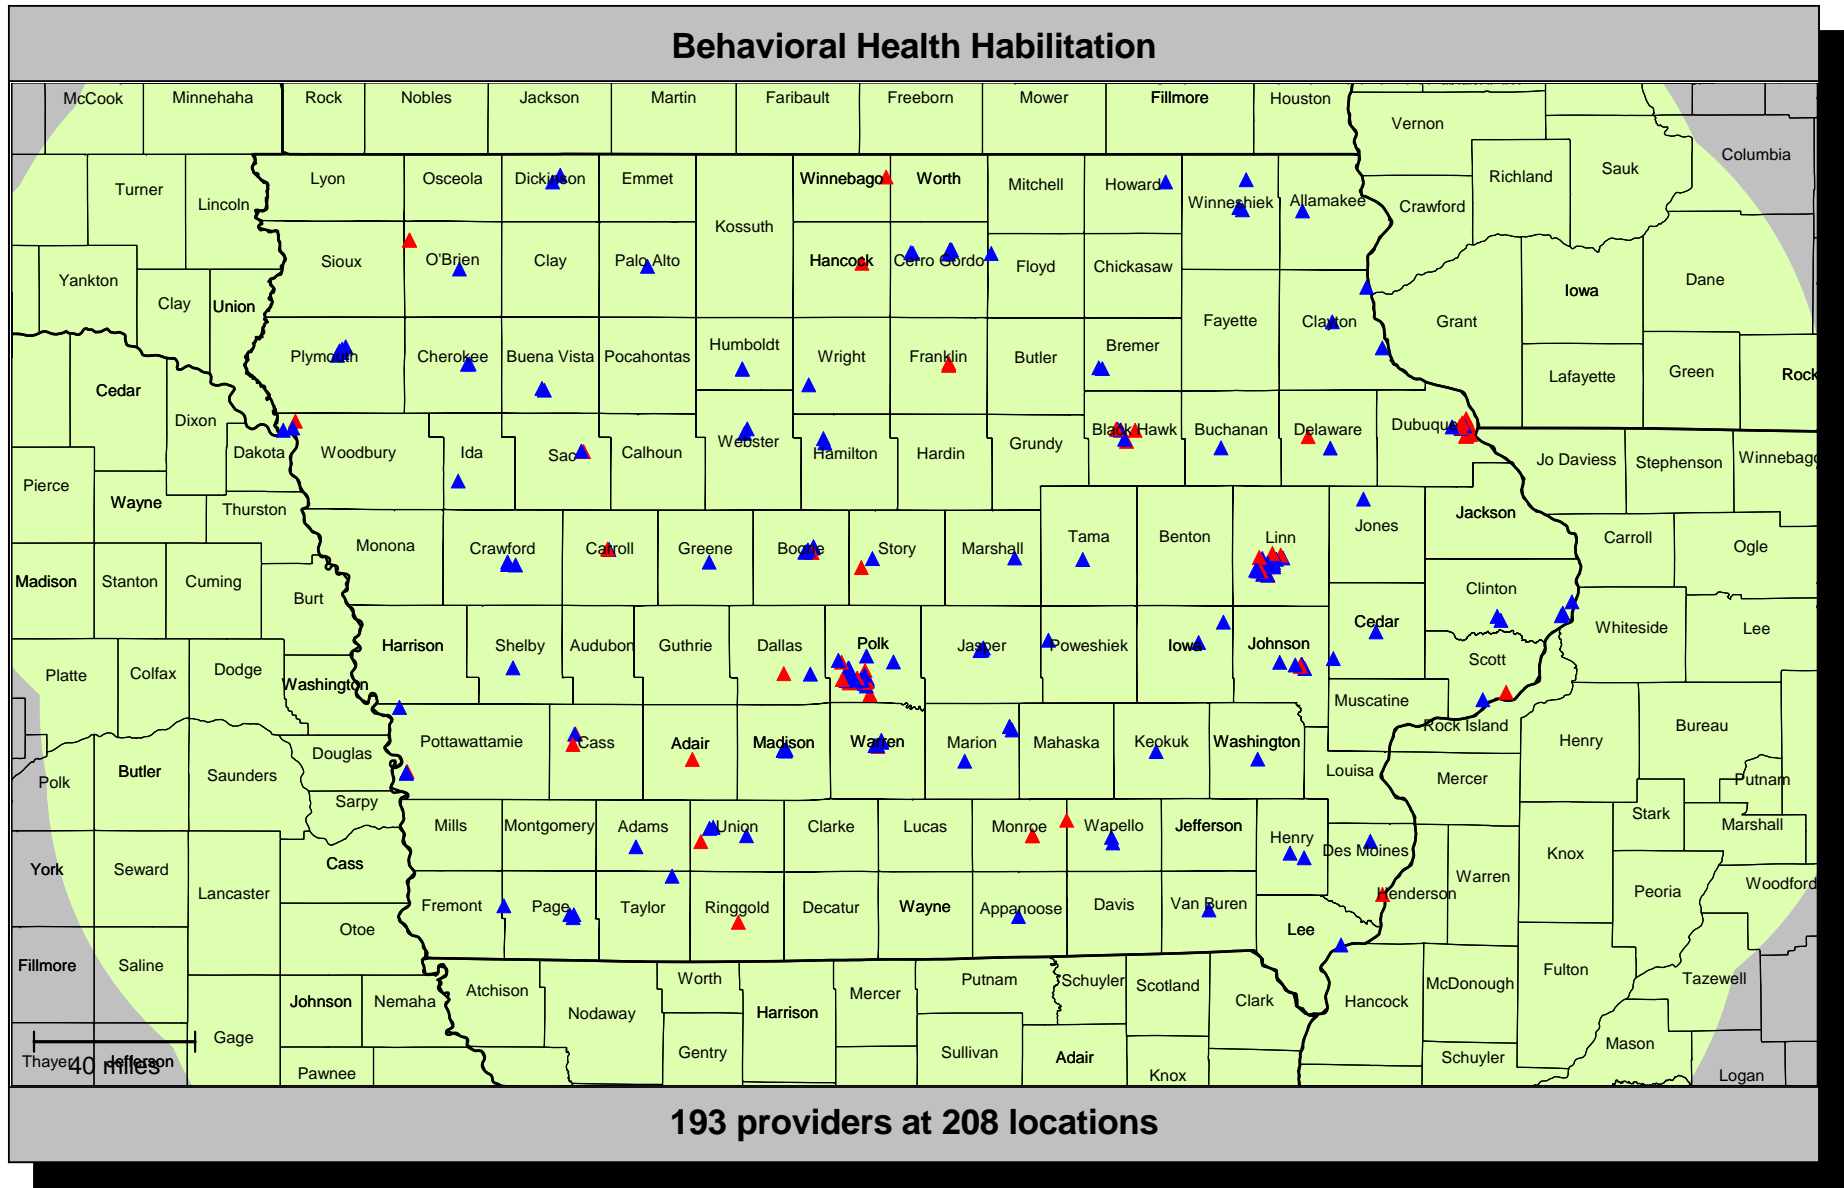 Behavioral Health Habilitation
McCook Minnehaha Rock Nobles Jackson Martin Faribault Freeborn Mower Fillmore Houston
Vernon
Columbia
Sauk
Richland
Turner Lyon Osceola Dickinson Emmet Winnebago Worth Mitchell Howard
Lincoln Winneshiek Allamakee Crawford
Kossuth
Yankton Sioux O'Brien Clay Palo Alto Hancock Cerro Gordo Floyd Chickasaw Dane
Clay Union Iowa
Fayette Clayton Grant
Plymouth Cherokee Buena Vista Pocahontas Humboldt Wright Franklin Butler Bremer
Cedar Lafayette Green Rock
Dixon Dubuque
Dakota Woodbury Ida Sac Calhoun Webster Hamilton Hardin Grundy Black Hawk Buchanan Delaware
Jo Daviess Stephenson Winnebago
Pierce
Wayne Thurston Jones Jackson
Monona Crawford Carroll Greene Boone Story Marshall Tama Benton Linn Carroll Ogle
Madison Stanton Cuming
Burt Clinton
Harrison Shelby Audubon Guthrie Dallas Polk Jasper Poweshiek Iowa Johnson Cedar Whiteside Lee
Platte Colfax Dodge Scott
Washington Muscatine
Rock Island Bureau
Pottawattamie Cass Adair Madison Warren Marion Mahaska Keokuk Washington Henry
Douglas
Polk Butler Saunders Louisa Mercer Putnam
Sarpy
Mills Montgomery Adams Union Clarke Lucas Monroe Wapello Jefferson Henry Stark Marshall
Des Moines Knox
York Seward Cass Warren Woodford
Lancaster Henderson Peoria
Fremont Page Taylor Ringgold Decatur Wayne Appanoose Davis Van Buren
Otoe Lee
Fillmore Saline Fulton Tazewell
Atchison Worth Putnam Schuyler Scotland McDonough
Johnson Nemaha Mercer Clark Hancock
Nodaway Harrison
Gage Mason
Gentry Sullivan Adair Schuyler
Thayer Jefferson
40 miles
Pawnee Knox Logan
193 providers at 208 locations